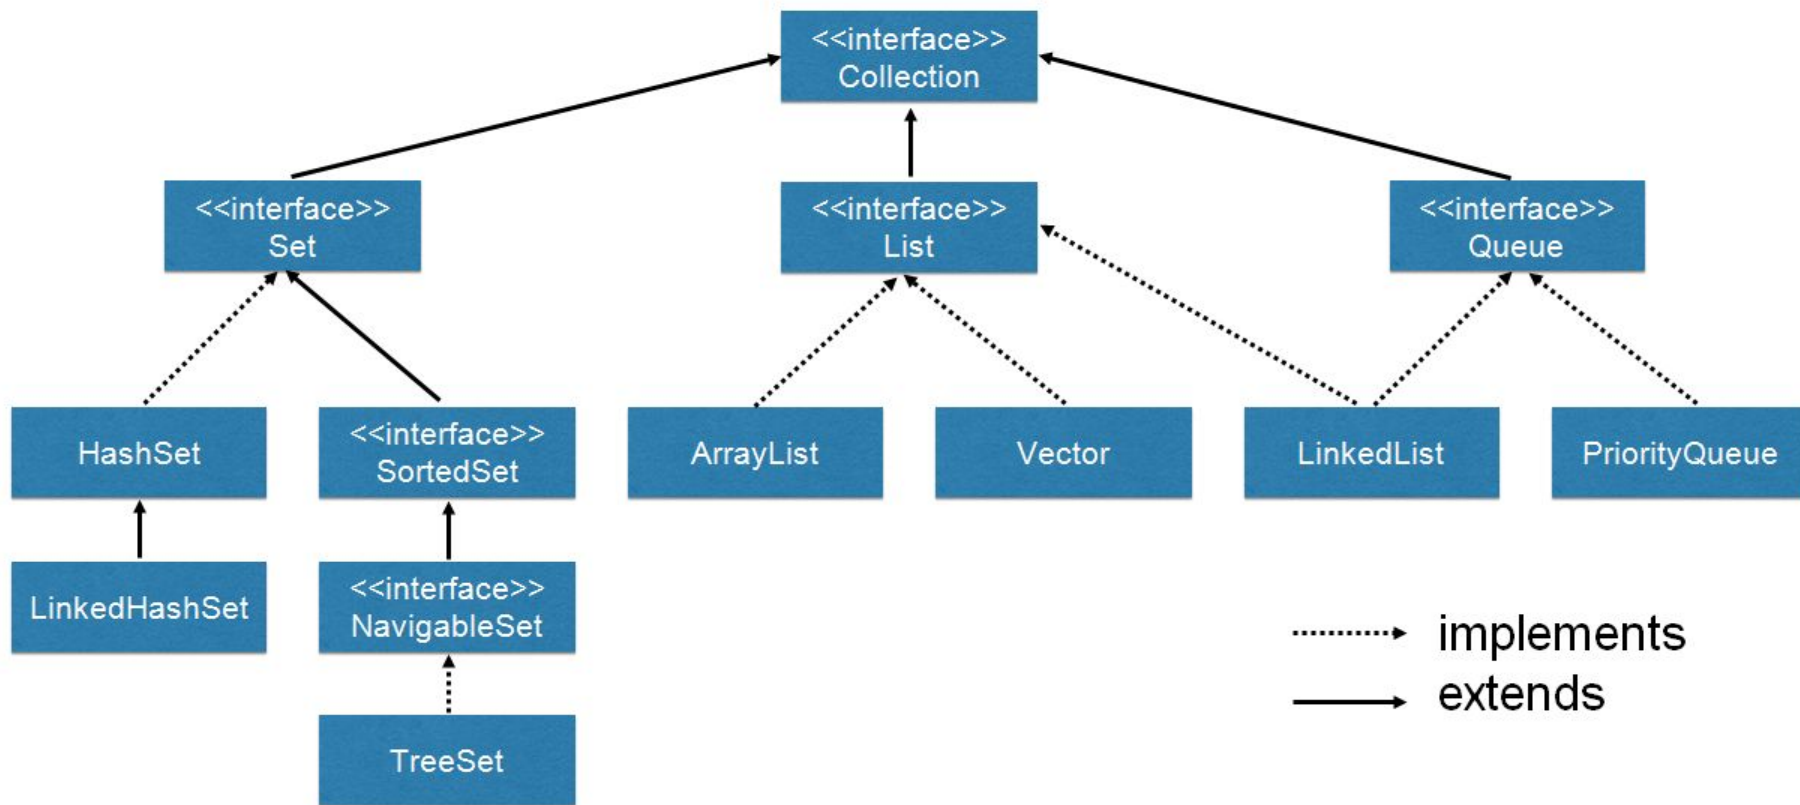 <<interface>>
Collection
<<interface>>
Set
<<interface>>
List
<<interface>>
Queue
HashSet
<<interface>>
SortedSet
ArrayList
Vector
LinkedList
PriorityQueue
LinkedHashSet
<<interface>>
NavigableSet
implements
extends
TreeSet